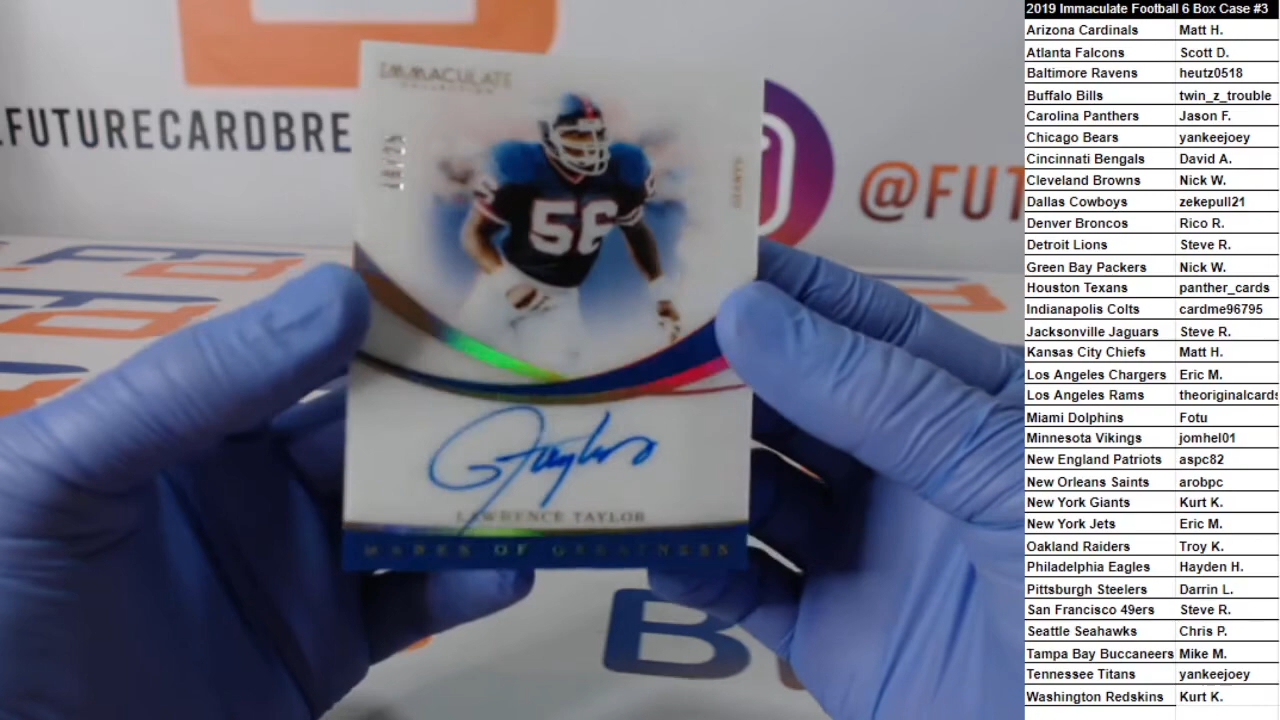 IMMACULATE
COLLECTION
.FUTURECARDBRE
@FUT
GIANTS
56
56
LAWRENCE TAYLOR
MARKS OF GREATNESS
2019 Immaculate Football 6 Box Case #3
Arizona Cardinals Matt H.
Atlanta Falcons Scott D.
Baltimore Ravens heutz0518
Buffalo Bills twin_z_trouble
Carolina Panthers Jason F.
Chicago Bears yankeejoey
Cincinnati Bengals David A.
Cleveland Browns Nick W.
Dallas Cowboys zekepull21
Denver Broncos Rico R.
Detroit Lions Steve R.
Green Bay Packers Nick W.
Houston Texans panther_cards
Indianapolis Colts cardme96795
Jacksonville Jaguars Steve R.
Kansas City Chiefs Matt H.
Los Angeles Chargers Eric M.
Los Angeles Rams theoriginalcards
Miami Dolphins Fotu
Minnesota Vikings jomhel01
New England Patriots aspc82
New Orleans Saints arobpc
New York Giants Kurt K.
New York Jets Eric M.
Oakland Raiders Troy K.
Philadelphia Eagles Hayden H.
Pittsburgh Steelers Darrin L.
San Francisco 49ers Steve R.
Seattle Seahawks Chris P.
Tampa Bay Buccaneers Mike M.
Tennessee Titans yankeejoey
Washington Redskins Kurt K.